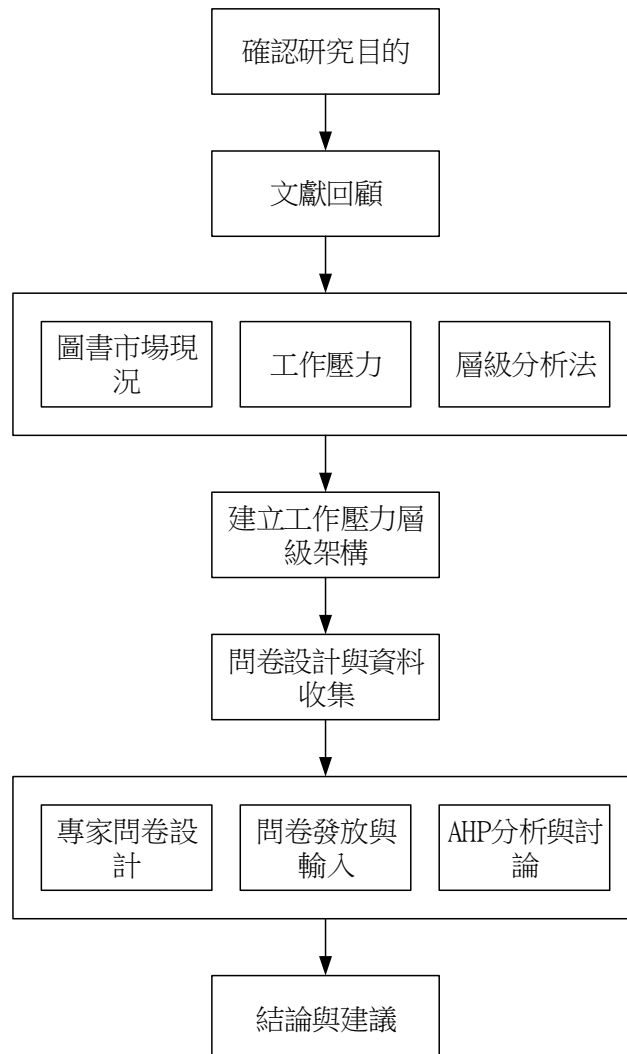 確認研究目的
文獻回顧
圖書市場現
況
工作壓力
層級分析法
建立工作壓力層
級架構
問卷設計與資料
收集
專家問卷設
計
問卷發放與
輸入
AHP分析與討
論
結論與建議